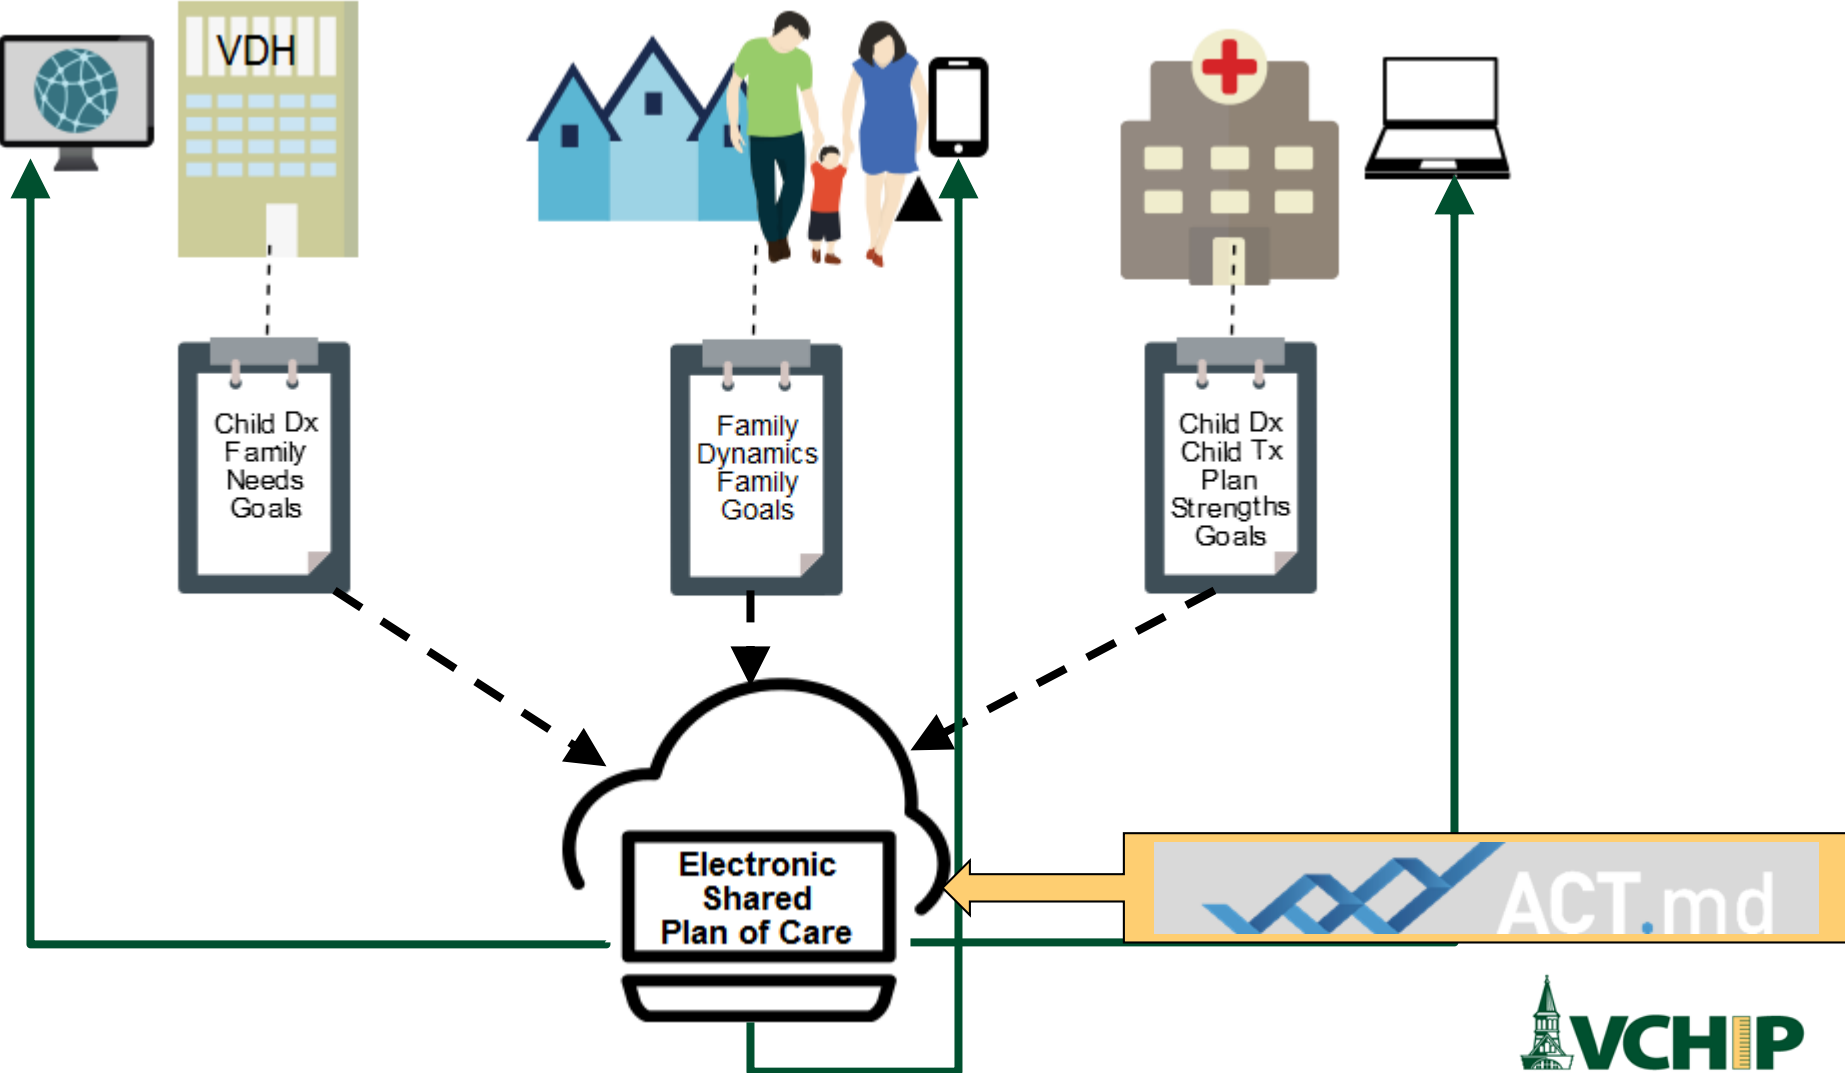 VDH
Child Dx
Family
Needs
Goals
Family
Dynamics
Family
Goals
Child Dx
Child Tx
Plan
Strengths
Goals
Electronic
Shared
Plan of Care
ACT.md
VCHIP